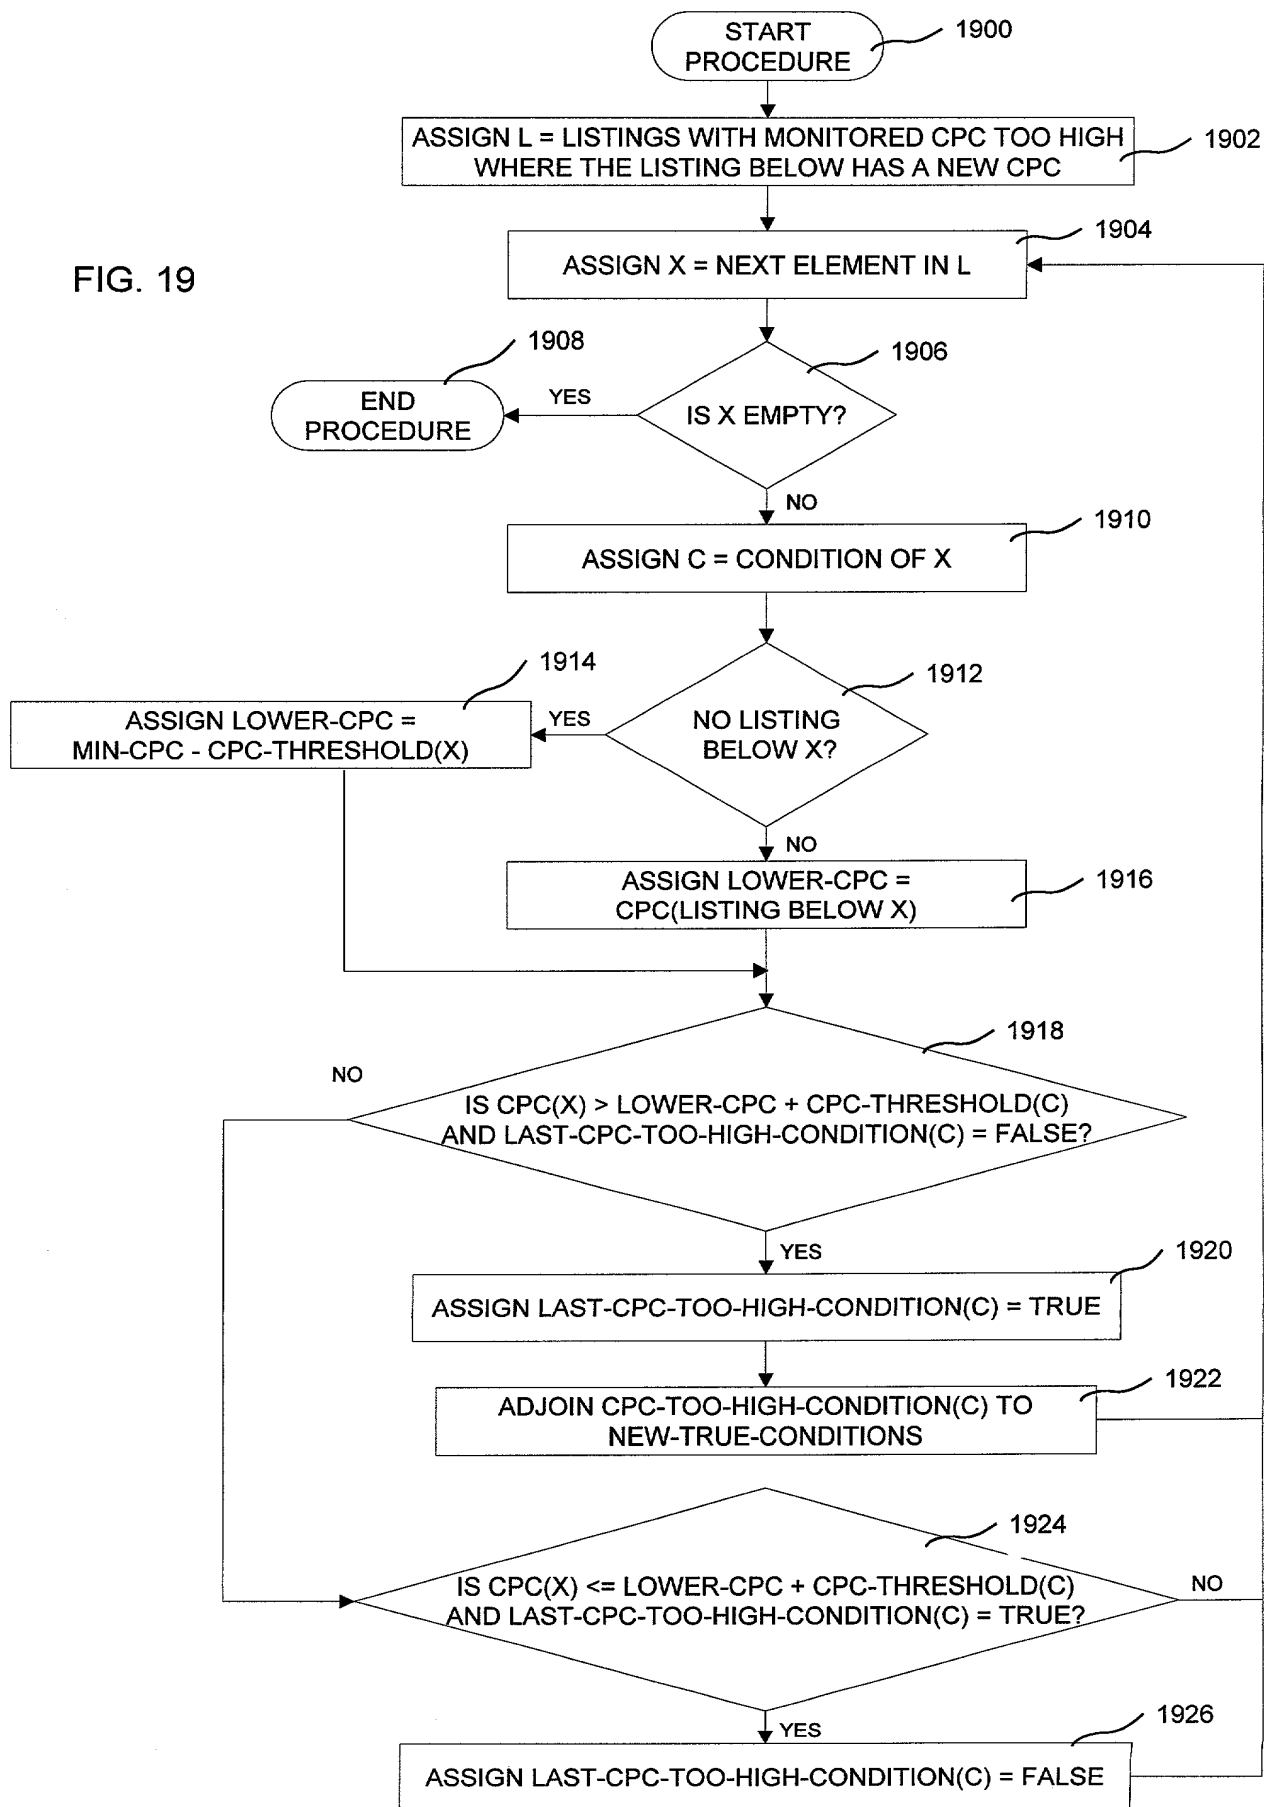 START
PROCEDURE
1900
ASSIGN L = LISTINGS WITH MONITORED CPC TOO HIGH
WHERE THE LISTING BELOW HAS A NEW CPC
1902
FIG. 19
ASSIGN X = NEXT ELEMENT IN L
1904
1908
END
PROCEDURE
YES
IS X EMPTY?
1906
NO
ASSIGN C = CONDITION OF X
1910
1914
ASSIGN LOWER-CPC =
MIN-CPC - CPC-THRESHOLD(X)
YES
NO LISTING
BELOW X?
1912
NO
ASSIGN LOWER-CPC =
CPC(LISTING BELOW X)
1916
1918
NO
IS CPC(X) > LOWER-CPC + CPC-THRESHOLD(C)
AND LAST-CPC-TOO-HIGH-CONDITION(C) = FALSE?
YES
1920
ASSIGN LAST-CPC-TOO-HIGH-CONDITION(C) = TRUE
1922
ADJOIN CPC-TOO-HIGH-CONDITION(C) TO
NEW-TRUE-CONDITIONS
1924
IS CPC(X) <= LOWER-CPC + CPC-THRESHOLD(C)
AND LAST-CPC-TOO-HIGH-CONDITION(C) = TRUE?
NO
YES
1926
ASSIGN LAST-CPC-TOO-HIGH-CONDITION(C) = FALSE